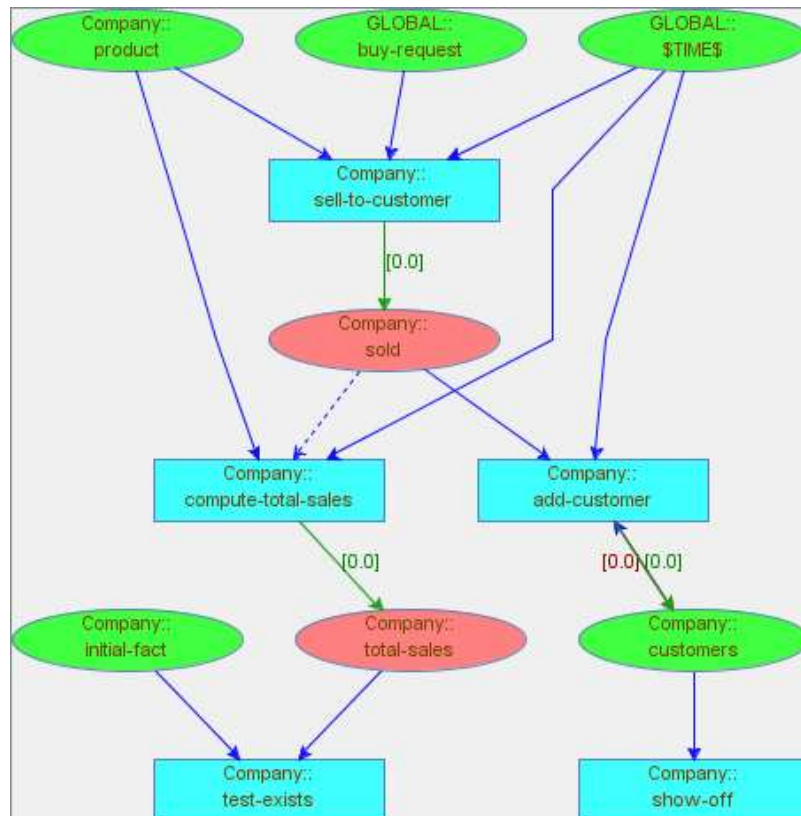 Company::
product
GLOBAL::
buy-request
GLOBAL::
$TIME$
Company::
sell-to-customer
[0.0]
Company::
sold
Company::
compute-total-sales
Company::
add-customer
[0.0]
[0.0]
[0.0]
Company::
initial-fact
Company::
total-sales
Company::
customers
Company::
test-exists
Company::
show-off